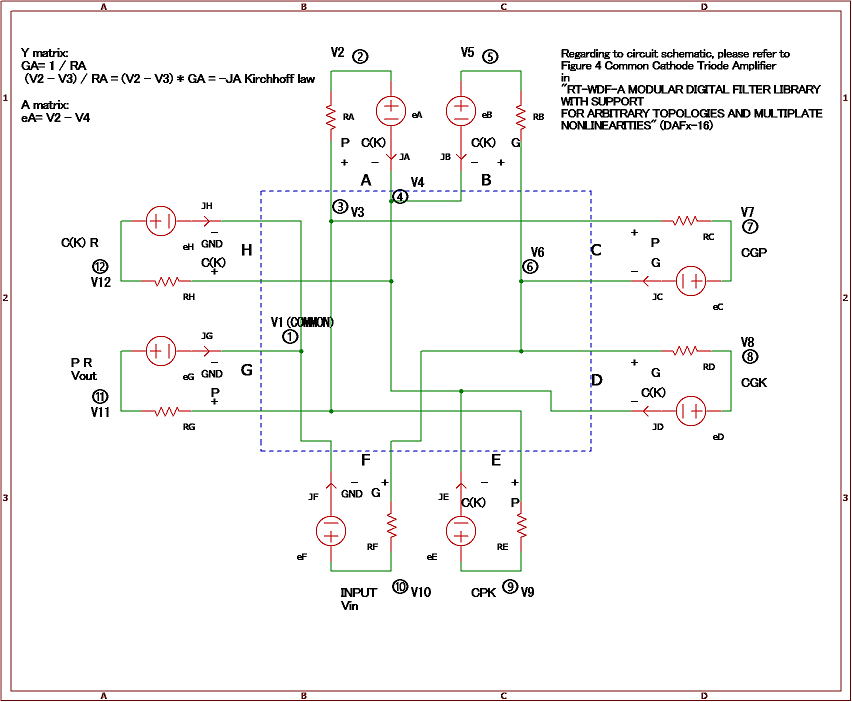 A B C D
Y matrix:
GA= 1 / RA
(V2 - V3) / RA = (V2 - V3) * GA = -JA Kirchhoff law
A matrix:
eA= V2 - V4
Regarding to circuit schematic, please refer to
Figure 4 Common Cathode Triode Amplifier
in
"RT-WDF-A MODULAR DIGITAL FILTER LIBRARY
WITH SUPPORT
FOR ARBITRARY TOPOLOGIES AND MULTIPLATE
NONLINEARITIES" (DAFx-16)
V2 ②
V5 ⑤
1 1
RA eA eB RB
P C(K) C(K) G
+ - JA JB - +
A V4 B
④
③ V3
JH
V7
⑦
- +
eH GND H
C(K) R
C(K)
+
RH
⑫
V12
V6
⑥
C
P
RC
G
CGP
-
JC eC
2 2
V1 (COMMON)
①
JG
-
eG GND G
P R
Vout
P
+
RG
⑪
V11
V8
⑧
+
RD
G
CGK
D
C(K)
-
JD eD
F E
- + - +
JF GND G JE C(K) P
3 3
eF RF eE RE
INPUT ⑩ V10
Vin
CPK ⑨ V9
A B C D